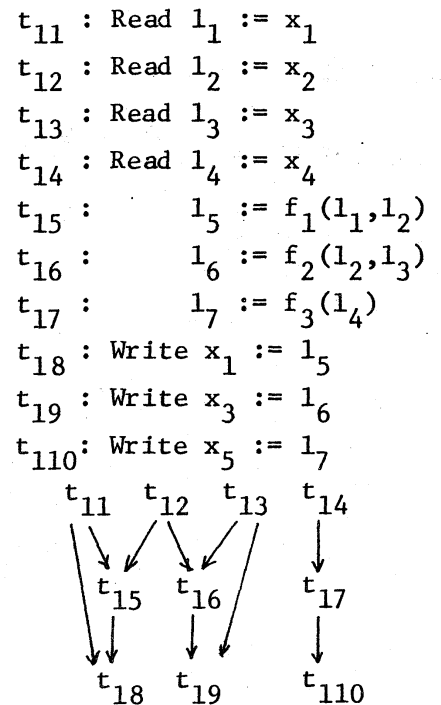 t₁₁ : Read l₁ := x₁
t₁₂ : Read l₂ := x₂
t₁₃ : Read l₃ := x₃
t₁₄ : Read l₄ := x₄
t₁₅ : l₅ := f₁(l₁,l₂)
t₁₆ : l₆ := f₂(l₂,l₃)
t₁₇ : l₇ := f₃(l₄)
t₁₈ : Write x₁ := l₅
t₁₉ : Write x₃ := l₆
t₁₁₀: Write x₅ := l₇
t₁₁ t₁₂ t₁₃ t₁₄
t₁₅ t₁₆ t₁₇
t₁₈ t₁₉ t₁₁₀